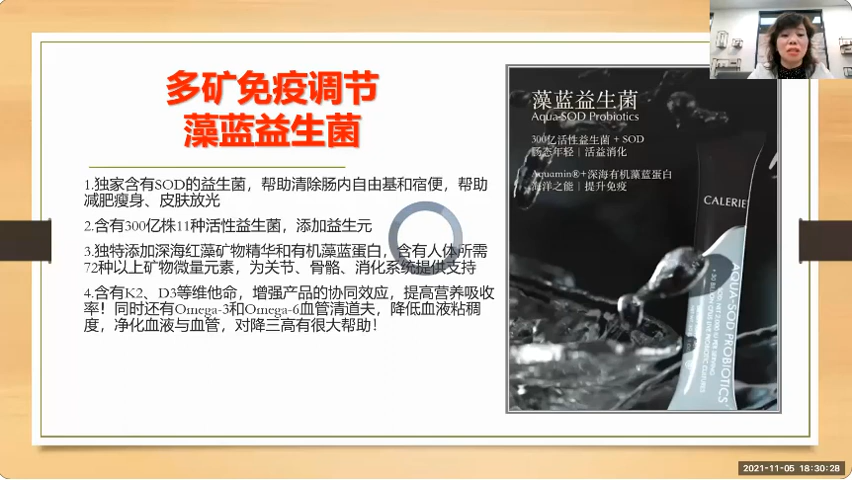 多矿免疫调节
藻蓝益生菌
1.独家含有SOD的益生菌，帮助清除肠内自由基和宿便，帮助
减肥瘦身、皮肤放光
2.含有300亿株11种活性益生菌，添加益生元
3.独特添加深海红藻矿物精华和有机藻蓝蛋白，含有人体所需
72种以上矿物微量元素，为关节、骨骼、消化系统提供支持
4.含有K2、D3等维他命，增强产品的协同效应，提高营养吸收
率！同时还有Omega-3和Omega-6血管清道夫，降低血液粘稠
度，净化血液与血管，对降三高有很大帮助！
藻蓝益生菌
Aqua-SOD Probiotics
300亿活性益生菌 + SOD
肠态年轻 | 活益消化
Aquamin®+深海有机藻蓝蛋白
海洋之能 | 提升免疫
CALERIE
AQUA-SOD PROBIOTICS
2021-11-05 18:30:28